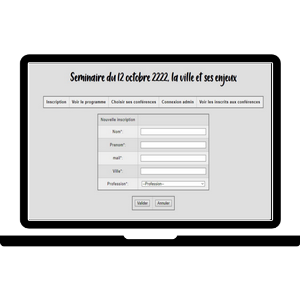 Seminaire du 12 octobre 2222, la ville et ses enjeux
Inscription Voir le programme Choisir ses conférences Connexion admin Voir les inscrits aux conférences
Nouvelle inscription
Nom*:
Prenom*:
mail*:
Ville*:
Profession*: --Profession--
Valider Annuler